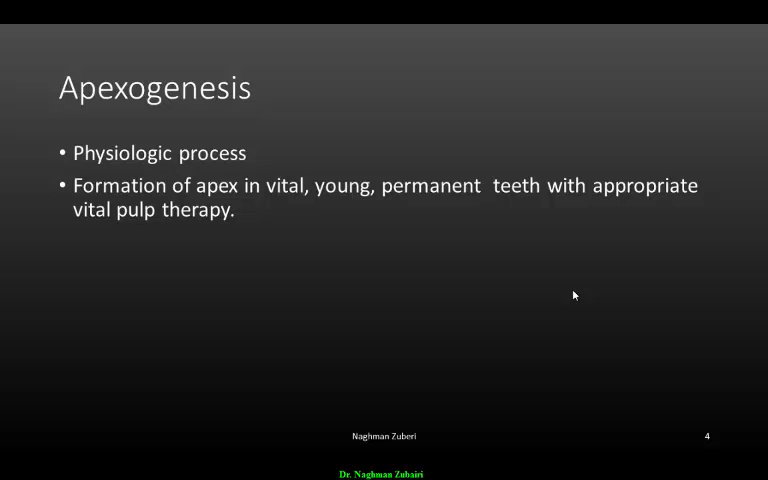 Apexogenesis
• Physiologic process
• Formation of apex in vital, young, permanent  teeth with appropriate
vital pulp therapy.
Naghman Zuberi
4
Dr. Naghman Zubairi